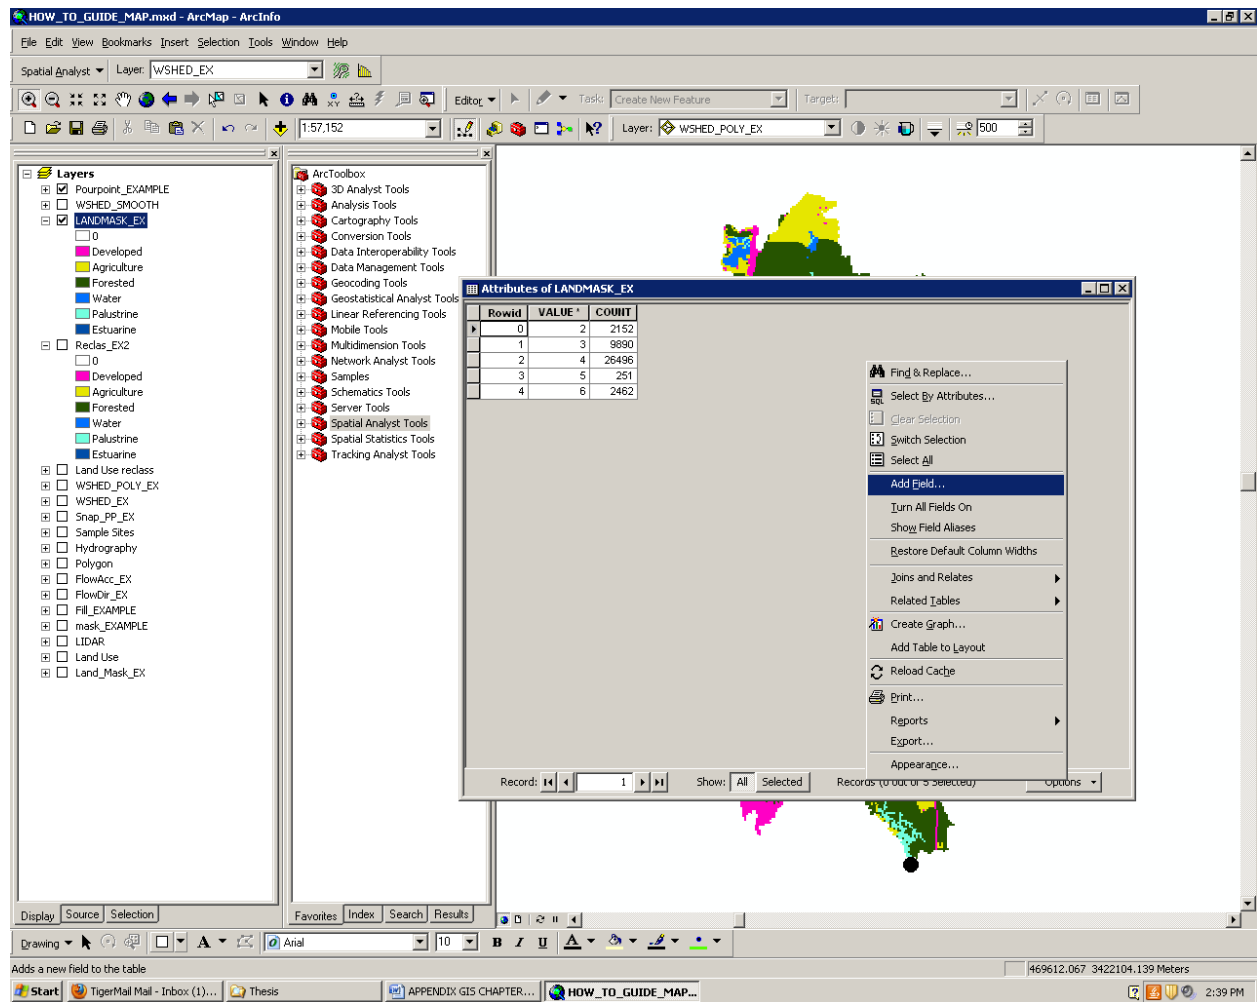 HOW_TO_GUIDE_MAP.mxd - ArcMap - ArcInfo
File Edit View Bookmarks Insert Selection Tools Window Help
Spatial Analyst Layer: WSHED_EX
Editor Task: Create New Feature Target:
1:57,152 Layer: WSHED_POLY_EX 500
Layers
Pourpoint_EXAMPLE
WSHED_SMOOTH
LANDMASK_EX
0
Developed
Agriculture
Forested
Water
Palustrine
Estuarine
Reclas_EX2
0
Developed
Agriculture
Forested
Water
Palustrine
Estuarine
Land Use reclass
WSHED_POLY_EX
WSHED_EX
Snap_PP_EX
Sample Sites
Hydrography
Polygon
FlowAcc_EX
FlowDir_EX
Fill_EXAMPLE
mask_EXAMPLE
LIDAR
Land Use
Land_Mask_EX
Display Source Selection
ArcToolbox
3D Analyst Tools
Analysis Tools
Cartography Tools
Conversion Tools
Data Interoperability Tools
Data Management Tools
Geocoding Tools
Geostatistical Analyst Tools
Linear Referencing Tools
Mobile Tools
Multidimension Tools
Network Analyst Tools
Samples
Schematics Tools
Server Tools
Spatial Analyst Tools
Spatial Statistics Tools
Tracking Analyst Tools
Favorites Index Search Results
Attributes of LANDMASK_EX
Rowid VALUE * COUNT
0 2 2152
1 3 9890
2 4 26496
3 5 251
4 6 2462
Find & Replace...
SQL Select By Attributes...
Clear Selection
Switch Selection
Select All
Add Field...
Turn All Fields On
Show Field Aliases
Restore Default Column Widths
Joins and Relates
Related Tables
Create Graph...
Add Table to Layout
Reload Cache
Print...
Reports
Export...
Appearance...
Record: 1 Show: All Selected Records (0 out of 5 Selected) Options
Drawing A Arial 10 B I U A
Adds a new field to the table
469612.067 3422104.139 Meters
Start TigerMail Mail - Inbox (1)... Thesis APPENDIX GIS CHAPTER... HOW_TO_GUIDE_MAP... 2:39 PM